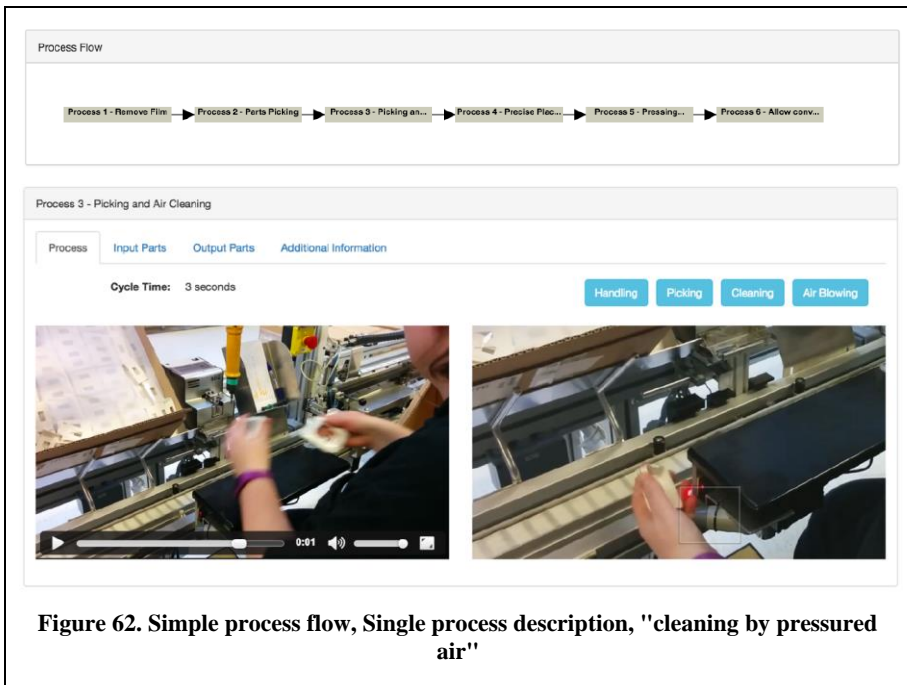 Process Flow
Process 1 - Remove Film
Process 2 - Parts Picking
Process 3 - Picking an...
Process 4 - Precise Plac...
Process 5 - Pressing...
Process 6 - Allow conv...
Process 3 - Picking and Air Cleaning
Process Input Parts Output Parts Additional Information
Cycle Time: 3 seconds
Handling Picking Cleaning Air Blowing
0:01
Figure 62. Simple process flow, Single process description, "cleaning by pressured
air"